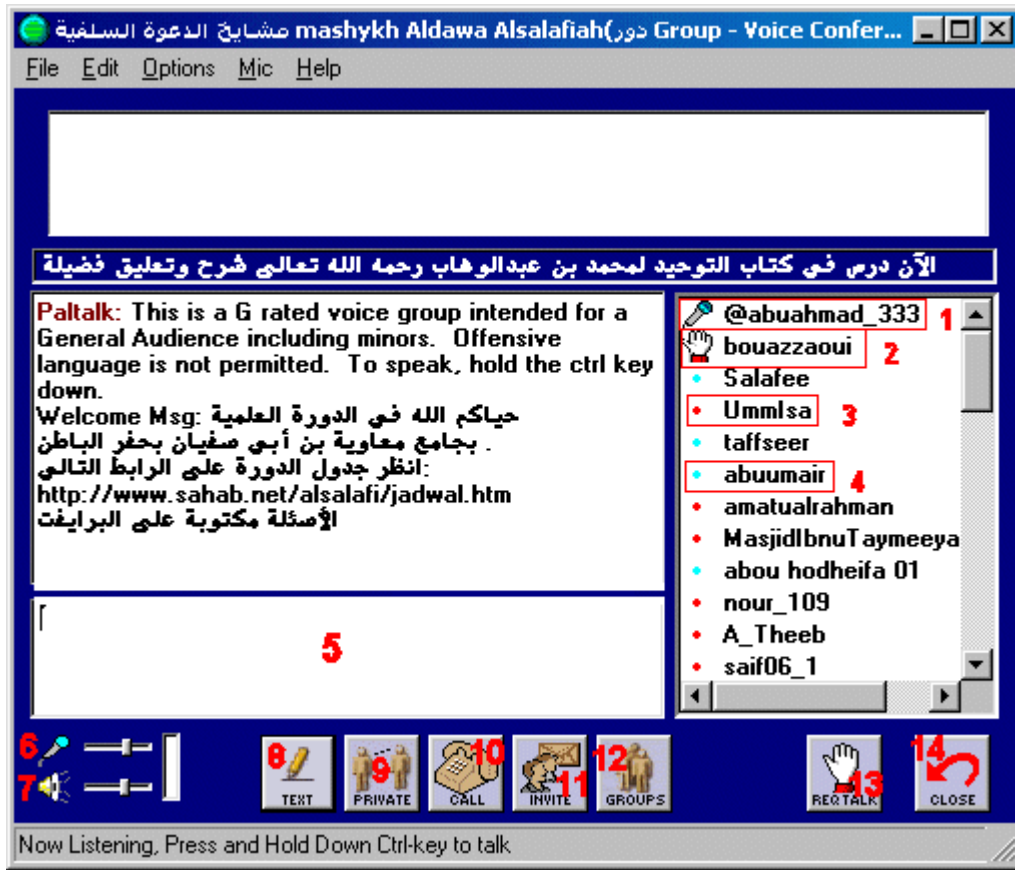 مشايخ الدعوة السلفية mashykh Aldawa Alsalafiah(دور Group - Voice Confer...
File Edit Options Mic Help
الآن درس في كتاب التوحيد لمحمد بن عبدالوهاب رحمه الله تعالى شرح وتعليق فضيلة
Paltalk: This is a G rated voice group intended for a
General Audience including minors. Offensive
language is not permitted. To speak, hold the ctrl key
down.
Welcome Msg: حياكم الله في الدورة العلمية
بجامع معاوية بن أبي صفيان بحفر الباطن .
انظر جدول الدورة على الرابط التالي:
http://www.sahab.net/alsalafi/jadwal.htm
الأصئلة مكتوبة على البرايفت
@abuahmad_333 1
bouazzaoui 2
Salafee
UmmIsa 3
taffseer
abuumair 4
amatualrahman
MasjidIbnuTaymeeya
abou hodheifa 01
nour_109
A_Theeb
saif06_1
5
6
7
8 TEXT
9 PRIVATE
10 CALL
11 INVITE
12 GROUPS
13 REQ TALK
14 CLOSE
Now Listening, Press and Hold Down Ctrl-key to talk